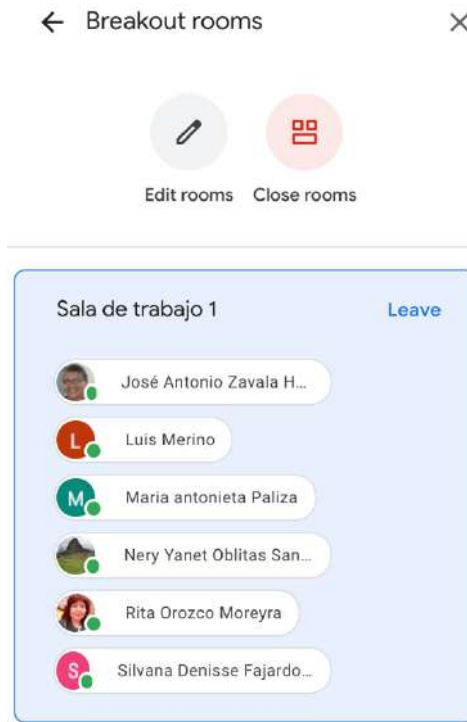 Breakout rooms
Edit rooms Close rooms
Sala de trabajo 1 Leave
José Antonio Zavala H...
L Luis Merino
M Maria antonieta Paliza
Nery Yanet Oblitas San...
Rita Orozco Moreyra
S Silvana Denisse Fajardo...